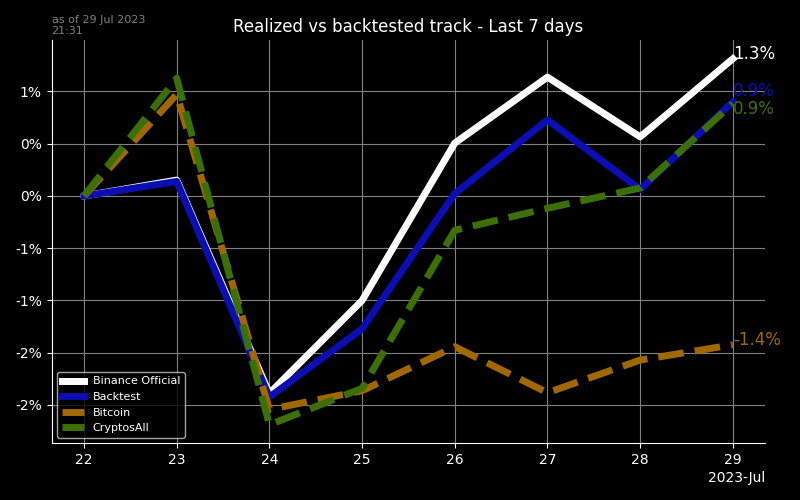 as of 29 Jul 2023
21:31
Realized vs backtested track - Last 7 days
1.3%
0.9%
0.9%
-1.4%
1%
0%
0%
-1%
-1%
-2%
-2%
Binance Official
Backtest
Bitcoin
CryptosAll
22 23 24 25 26 27 28 29
2023-Jul